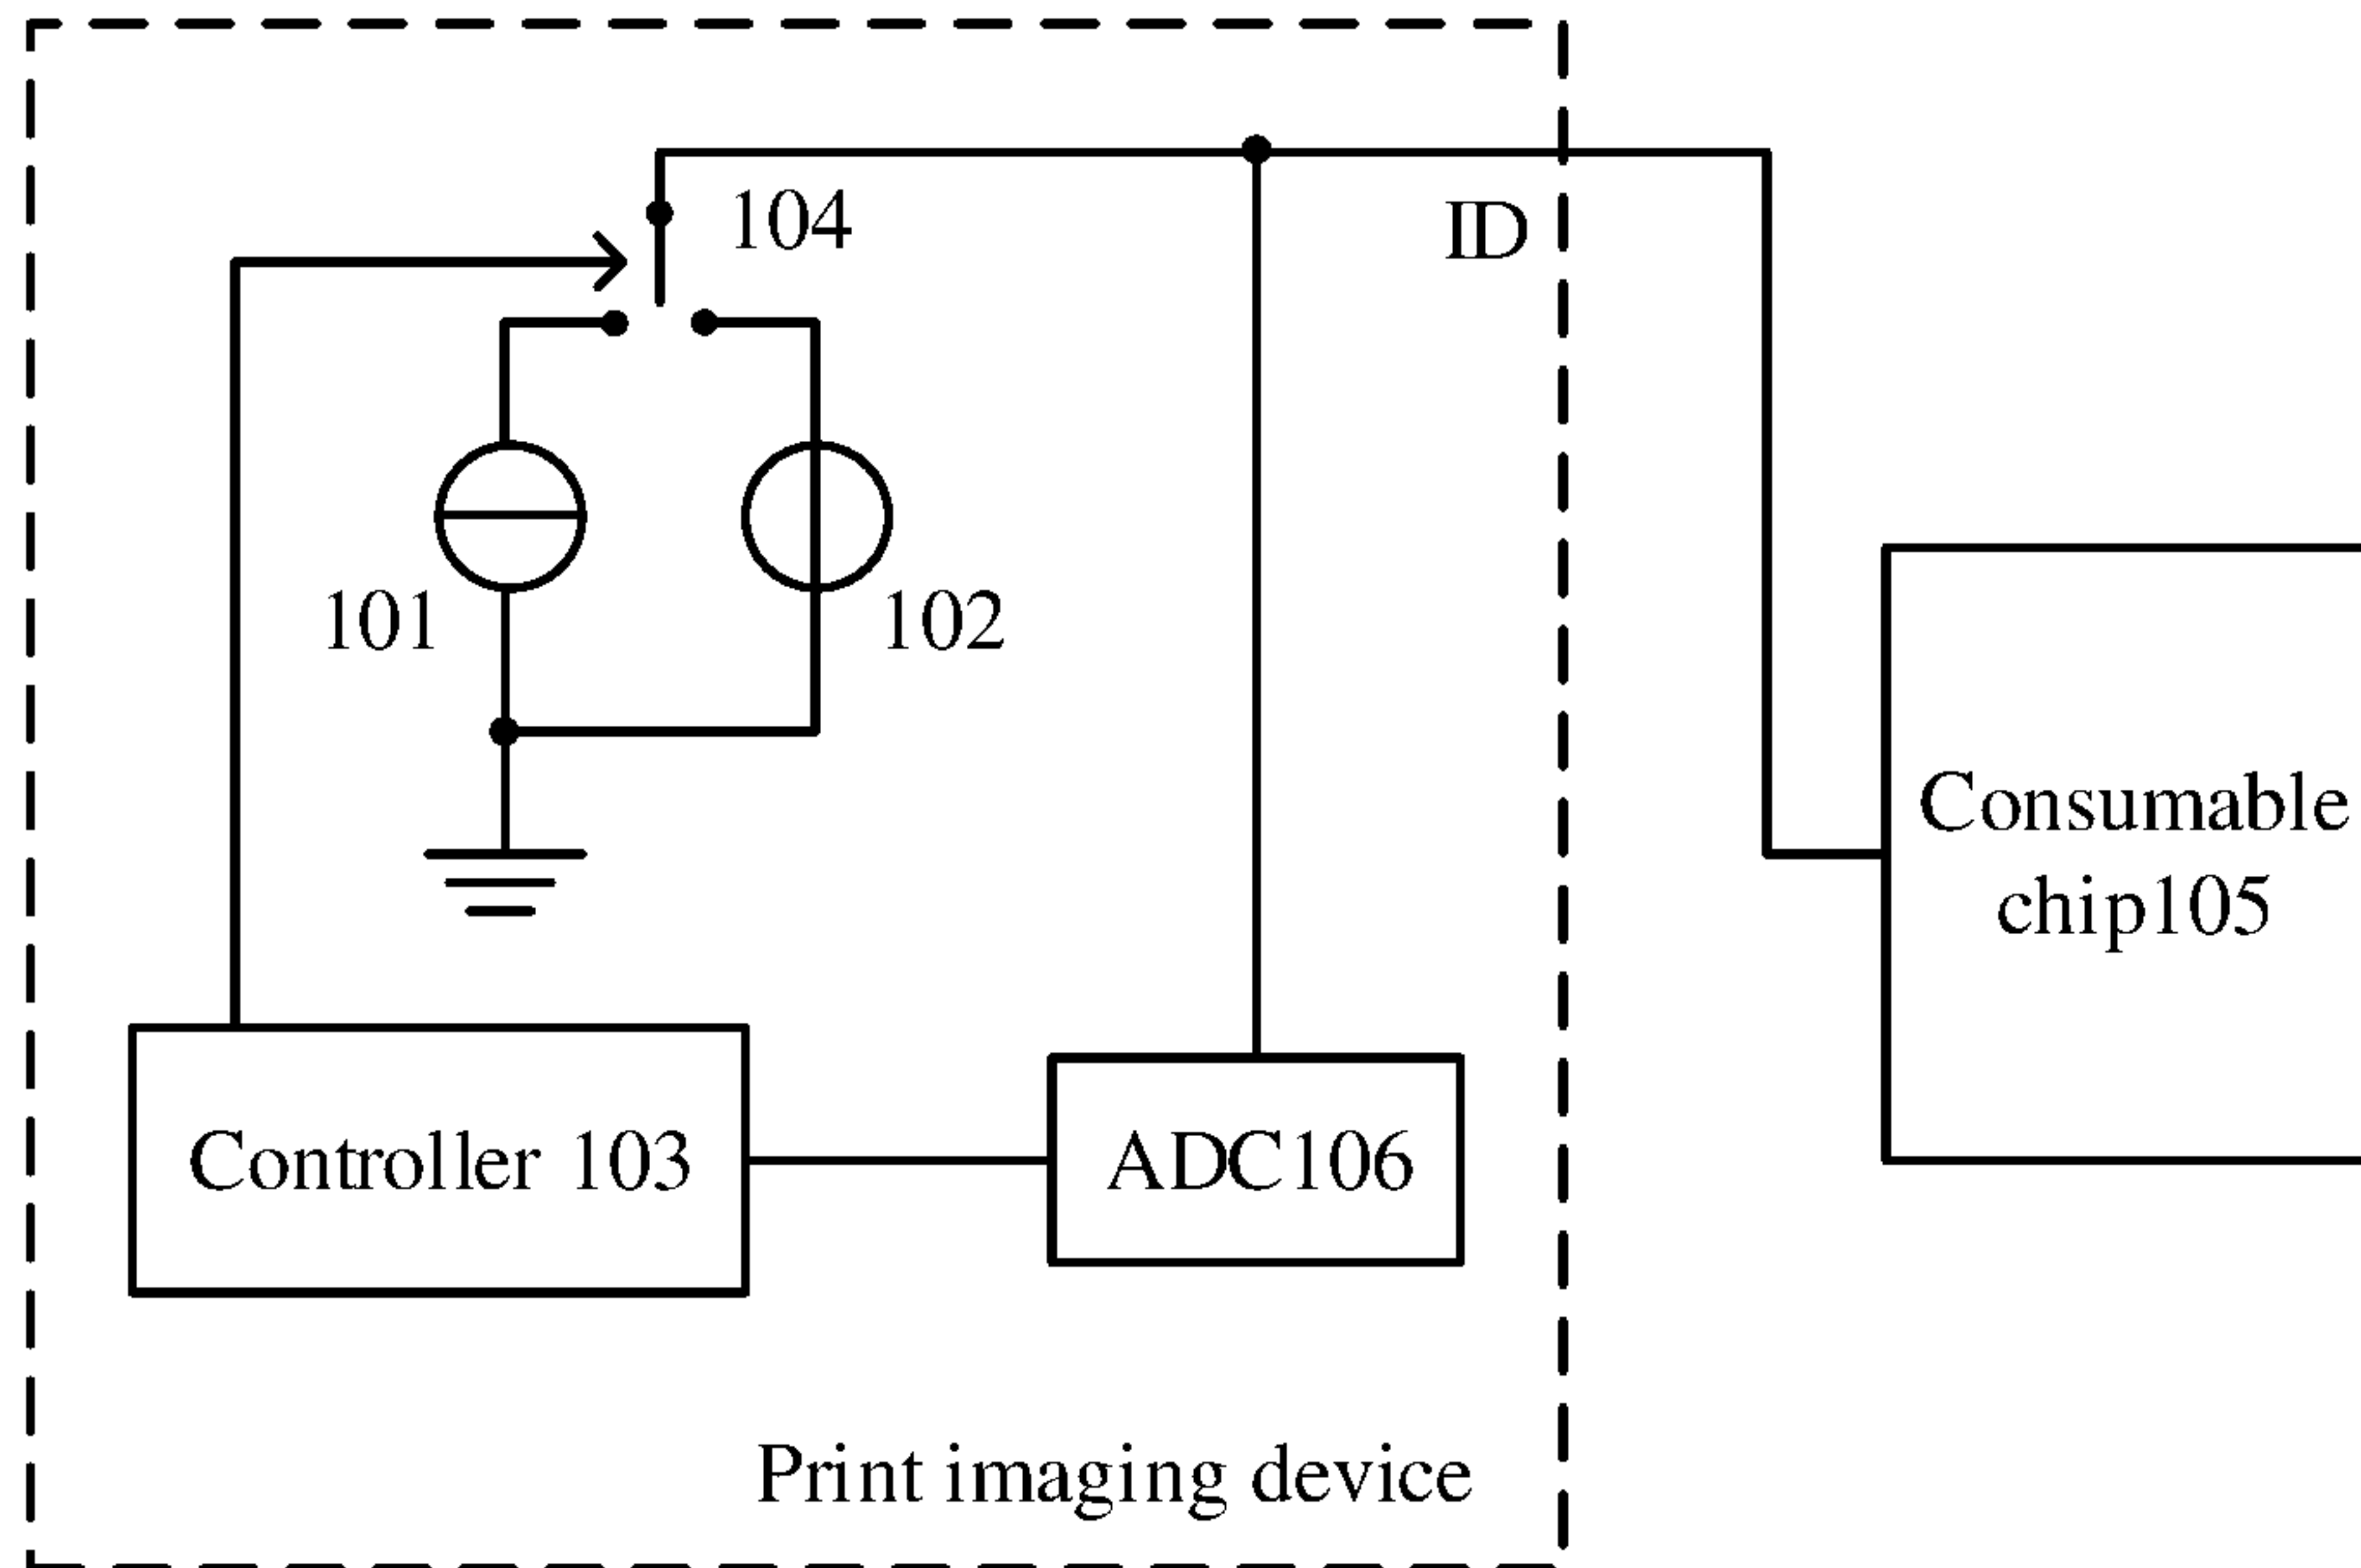 104
ID
101
102
Consumable
chip105
Controller 103
ADC106
Print imaging device